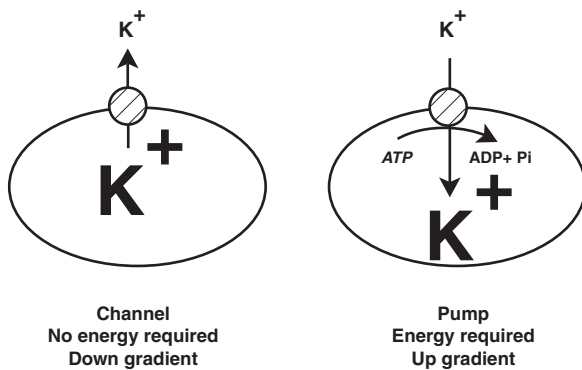 K+
K+
Channel
No energy required
Down gradient
K+
ATP
ADP+ Pi
K+
Pump
Energy required
Up gradient